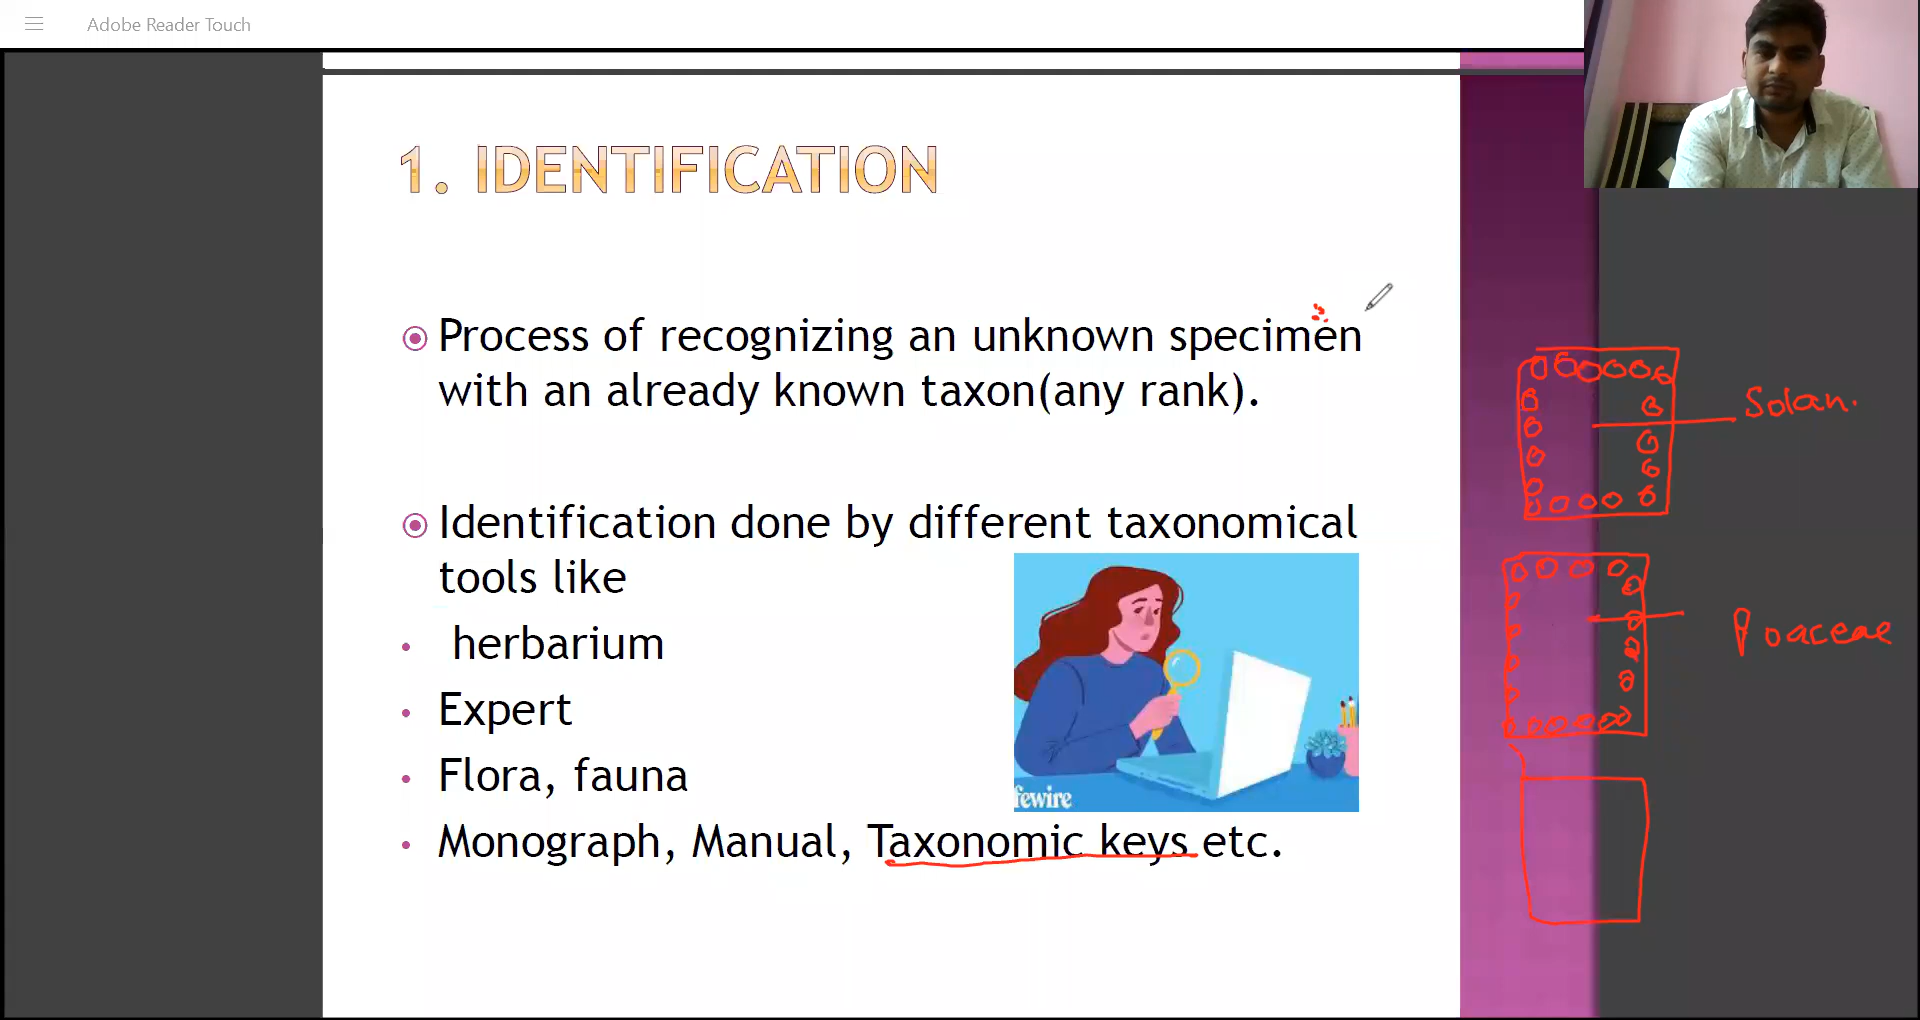 Adobe Reader Touch
1. IDENTIFICATION
Process of recognizing an unknown specimen
with an already known taxon(any rank).
Identification done by different taxonomical
tools like
herbarium
Expert
Flora, fauna
Monograph, Manual, Taxonomic keys etc.
fewire
Solan.
Poaceae